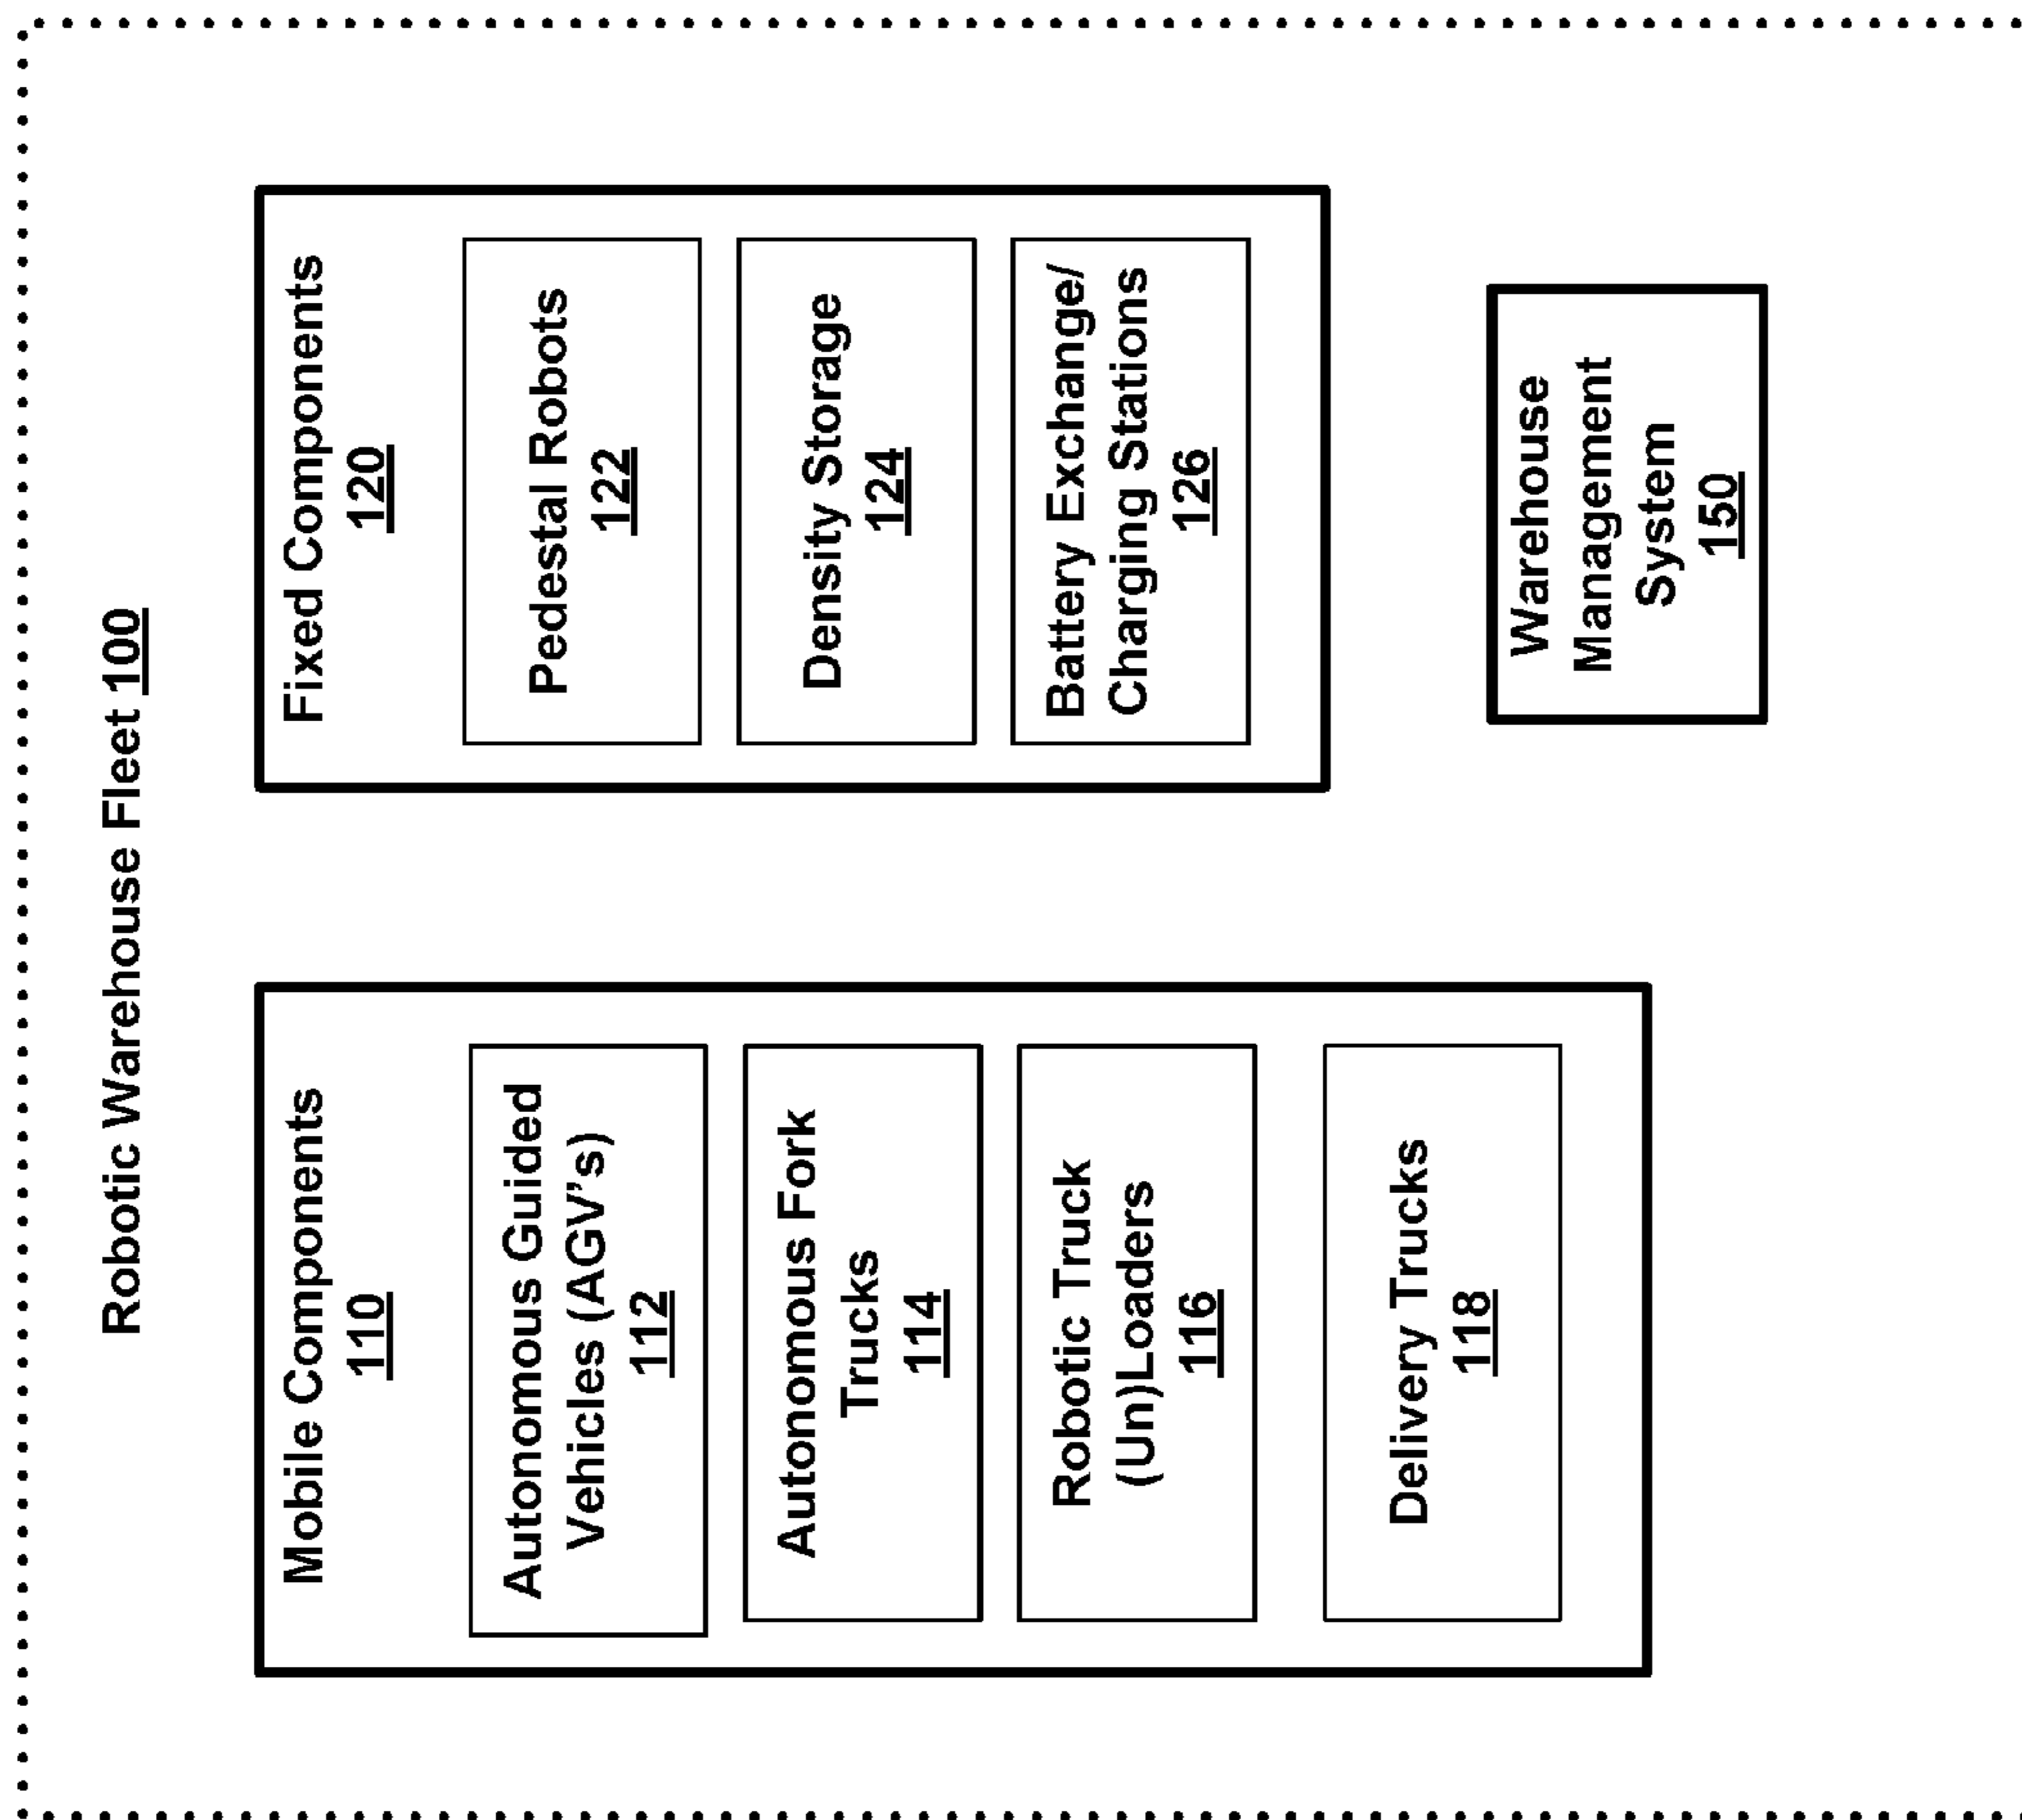 Robotic Warehouse Fleet 100
Mobile Components
110
Autonomous Guided
Vehicles (AGV's)
112
Autonomous Fork
Trucks
114
Robotic Truck
(Un)Loaders
116
Delivery Trucks
118
Fixed Components
120
Pedestal Robots
122
Density Storage
124
Battery Exchange/
Charging Stations
126
Warehouse
Management
System
150